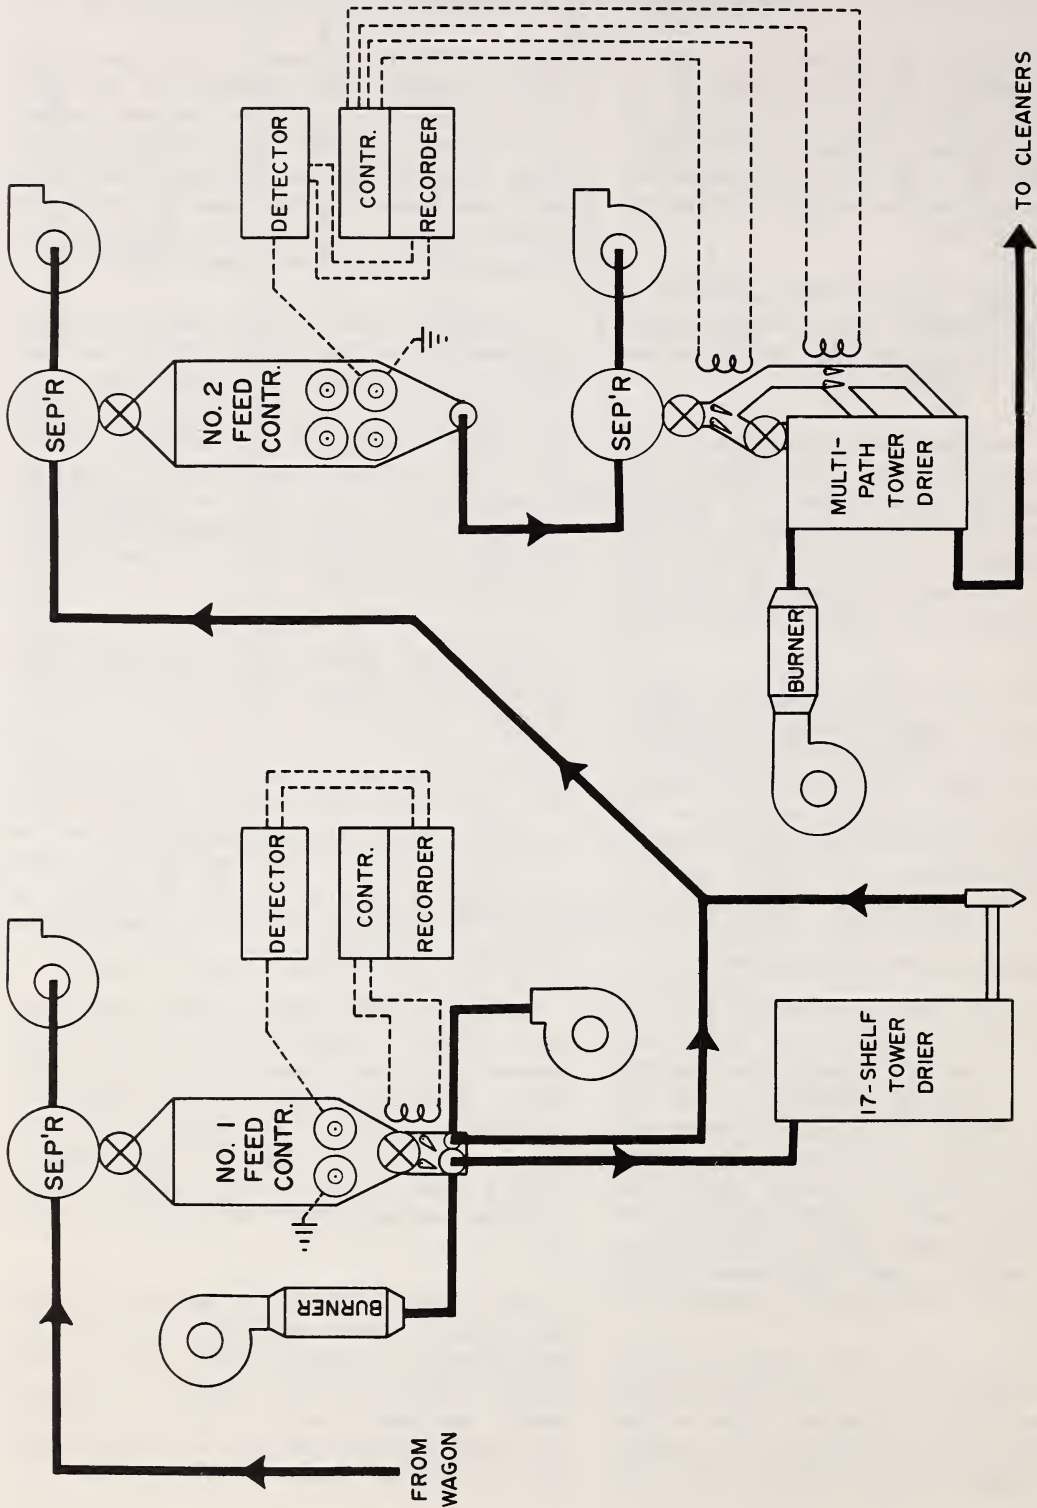 FROM
WAGON
SEP'R
NO. 1
FEED
CONTR.
BURNER
DETECTOR
CONTR.
RECORDER
17-SHELF
TOWER
DRIER
SEP'R
NO. 2
FEED
CONTR.
DETECTOR
CONTR.
RECORDER
SEP'R
BURNER
MULTI-
PATH
TOWER
DRIER
TO CLEANERS